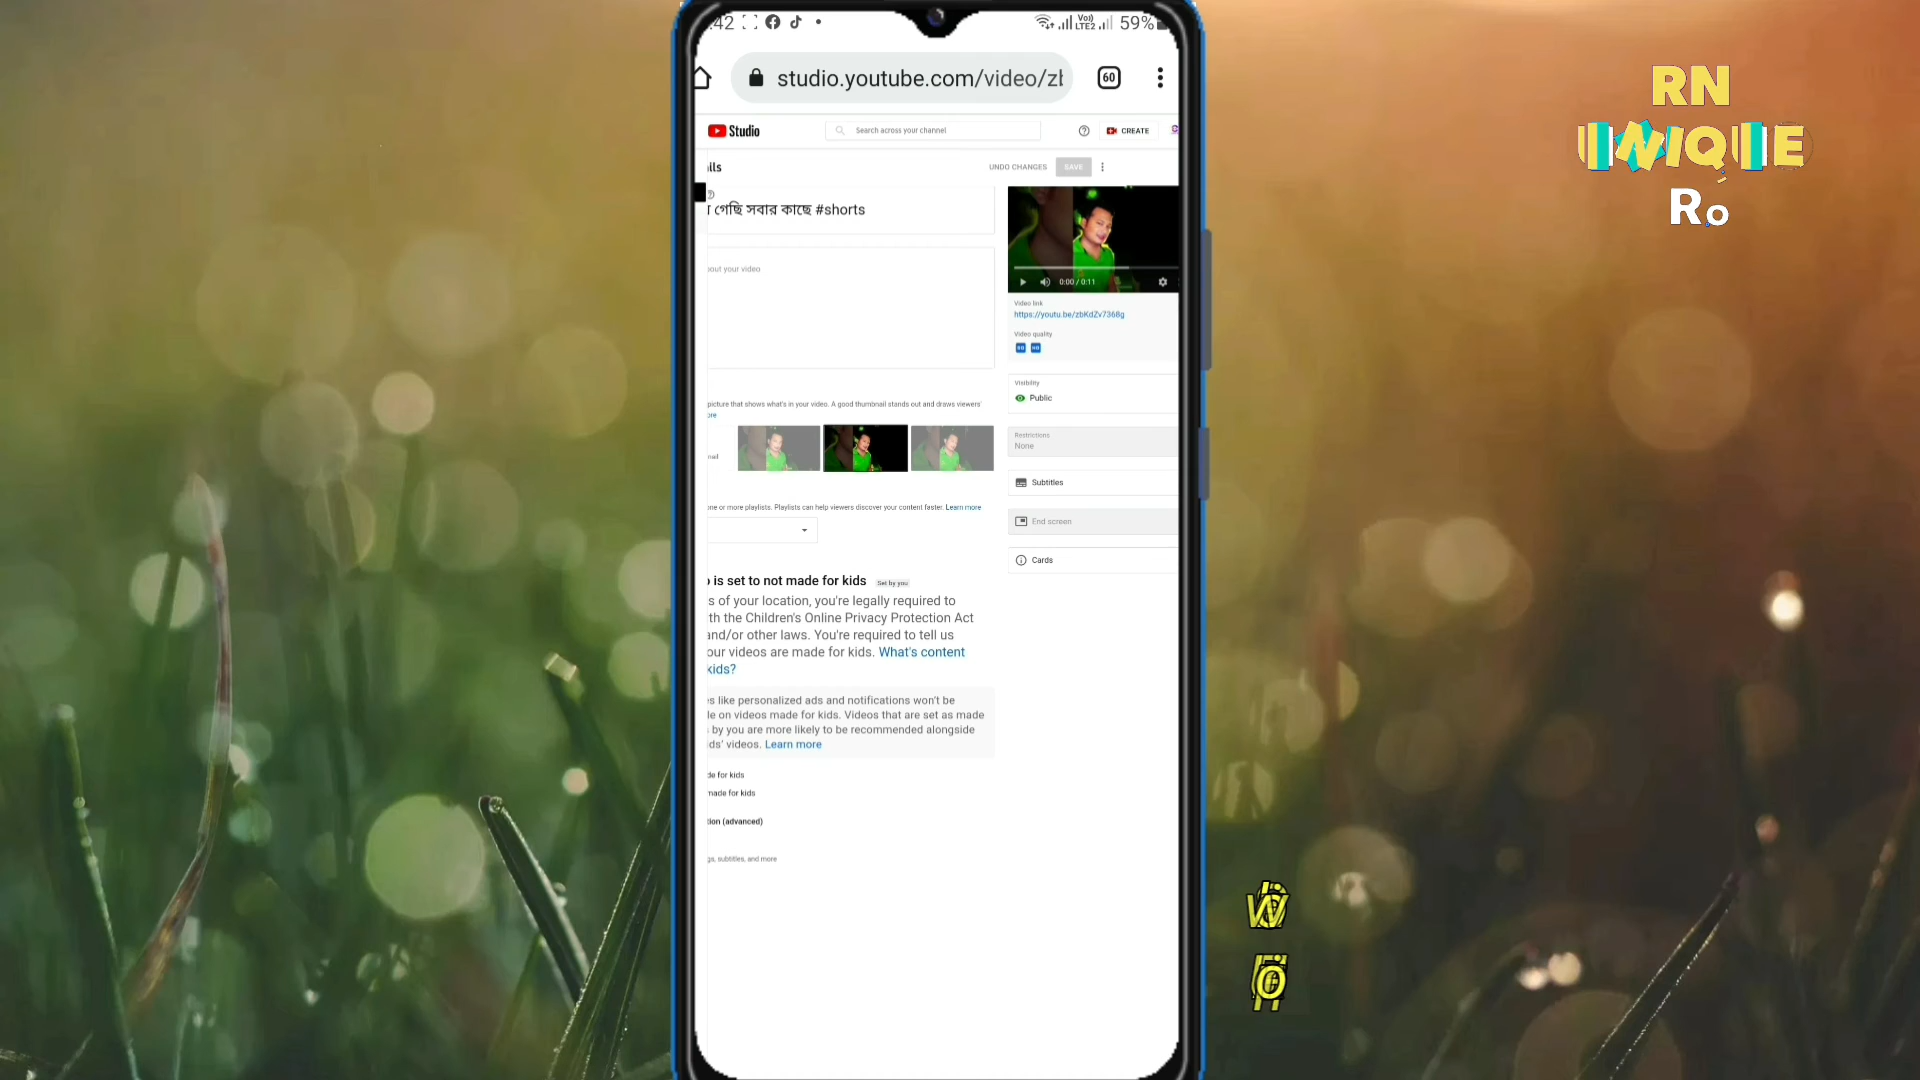 :42 59%
studio.youtube.com/video/
60
Studio Search across your channel CREATE
ils UNDO CHANGES SAVE
গেছি সবার কাছে #shorts
out your video
0:00 / 0:11
Video link
https://youtu.be/zbKdZv7368g
Video quality
Visibility
Public
picture that shows what's in your video. A good thumbnail stands out and draws viewers'
ore
Restrictions
None
nail
Subtitles
one or more playlists. Playlists can help viewers discover your content faster. Learn more
End screen
Cards
o is set to not made for kids Set by you
s of your location, you're legally required to
th the Children's Online Privacy Protection Act
and/or other laws. You're required to tell us
our videos are made for kids. What's content
kids?
es like personalized ads and notifications won't be
le on videos made for kids. Videos that are set as made
s by you are more likely to be recommended alongside
ids' videos. Learn more
de for kids
made for kids
tion (advanced)
gs, subtitles, and more
RN
UNIQUE
Ro